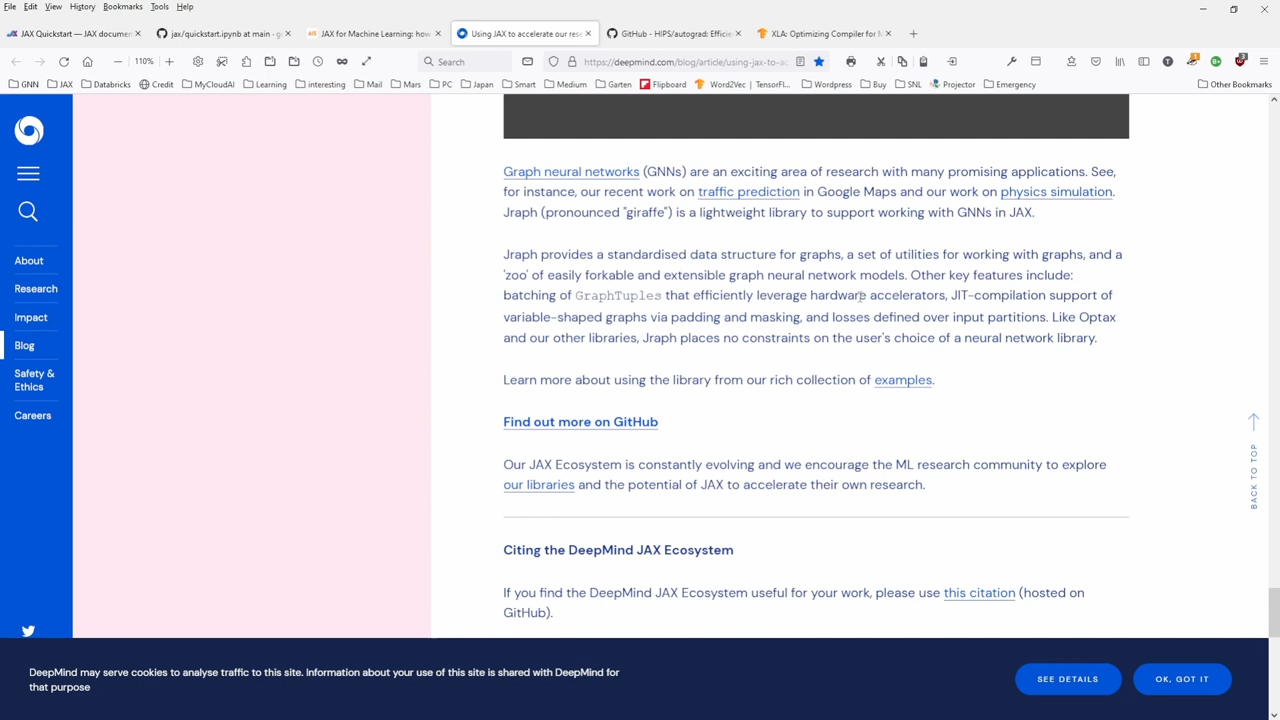 File Edit View History Bookmarks Tools Help
JAX Quickstart — JAX documen
jax/quickstart.ipynb at main · g
JAX for Machine Learning: how
Using JAX to accelerate our rese
GitHub - HIPS/autograd: Efficien
XLA: Optimizing Compiler for M
110%
Search
https://deepmind.com/blog/article/using-jax-to-ac
GNN JAX Databricks Credit MyCloudAI Learning interesting Mail Mars PC Japan Smart Medium Garten Flipboard Word2Vec | TensorFl... Wordpress Buy SNL Projector Emergency Other Bookmarks
About
Research
Impact
Blog
Safety &
Ethics
Careers
Graph neural networks (GNNs) are an exciting area of research with many promising applications. See,
for instance, our recent work on traffic prediction in Google Maps and our work on physics simulation.
Jraph (pronounced "giraffe") is a lightweight library to support working with GNNs in JAX.
Jraph provides a standardised data structure for graphs, a set of utilities for working with graphs, and a
'zoo' of easily forkable and extensible graph neural network models. Other key features include:
batching of GraphTuples that efficiently leverage hardware accelerators, JIT-compilation support of
variable-shaped graphs via padding and masking, and losses defined over input partitions. Like Optax
and our other libraries, Jraph places no constraints on the user's choice of a neural network library.
Learn more about using the library from our rich collection of examples.
Find out more on GitHub
Our JAX Ecosystem is constantly evolving and we encourage the ML research community to explore
our libraries and the potential of JAX to accelerate their own research.
Citing the DeepMind JAX Ecosystem
If you find the DeepMind JAX Ecosystem useful for your work, please use this citation (hosted on
GitHub).
BACK TO TOP
DeepMind may serve cookies to analyse traffic to this site. Information about your use of this site is shared with DeepMind for
that purpose
SEE DETAILS
OK, GOT IT